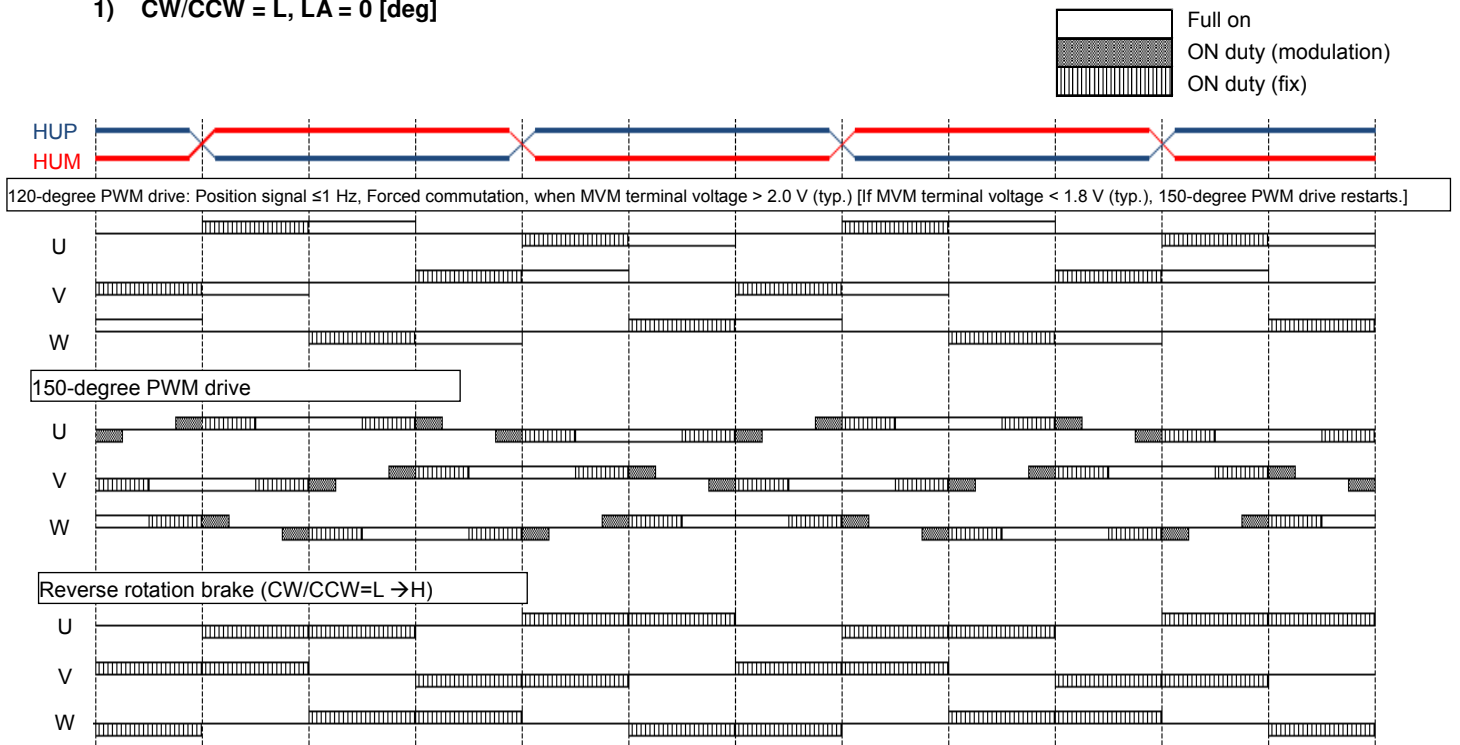 1) CW/CCW = L, LA = 0 [deg]
Full on
ON duty (modulation)
ON duty (fix)
HUP
HUM
120-degree PWM drive: Position signal ≤1 Hz, Forced commutation, when MVM terminal voltage > 2.0 V (typ.) [If MVM terminal voltage < 1.8 V (typ.), 150-degree PWM drive restarts.]
U
V
W
150-degree PWM drive
U
V
W
Reverse rotation brake (CW/CCW=L →H)
U
V
W